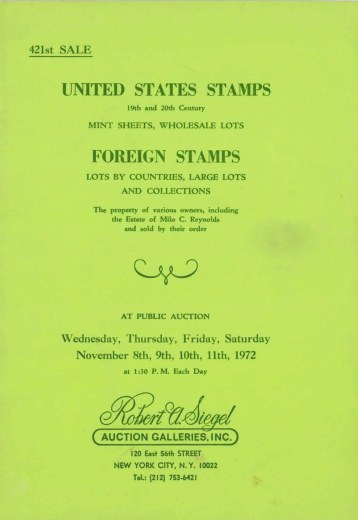 421st SALE
UNITED STATES STAMPS
19th and 20th Century
MINT SHEETS, WHOLESALE LOTS
FOREIGN STAMPS
LOTS BY COUNTRIES, LARGE LOTS
AND COLLECTIONS
The property of various owners, including
the Estate of Milo C. Reynolds
and sold by their order
AT PUBLIC AUCTION
Wednesday, Thursday, Friday, Saturday
November 8th, 9th, 10th, 11th, 1972
at 1:30 P. M. Each Day
Robert A. Siegel
AUCTION GALLERIES, INC.
120 East 56th STREET
NEW YORK CITY, N. Y. 10022
Tel.: (212) 753-6421